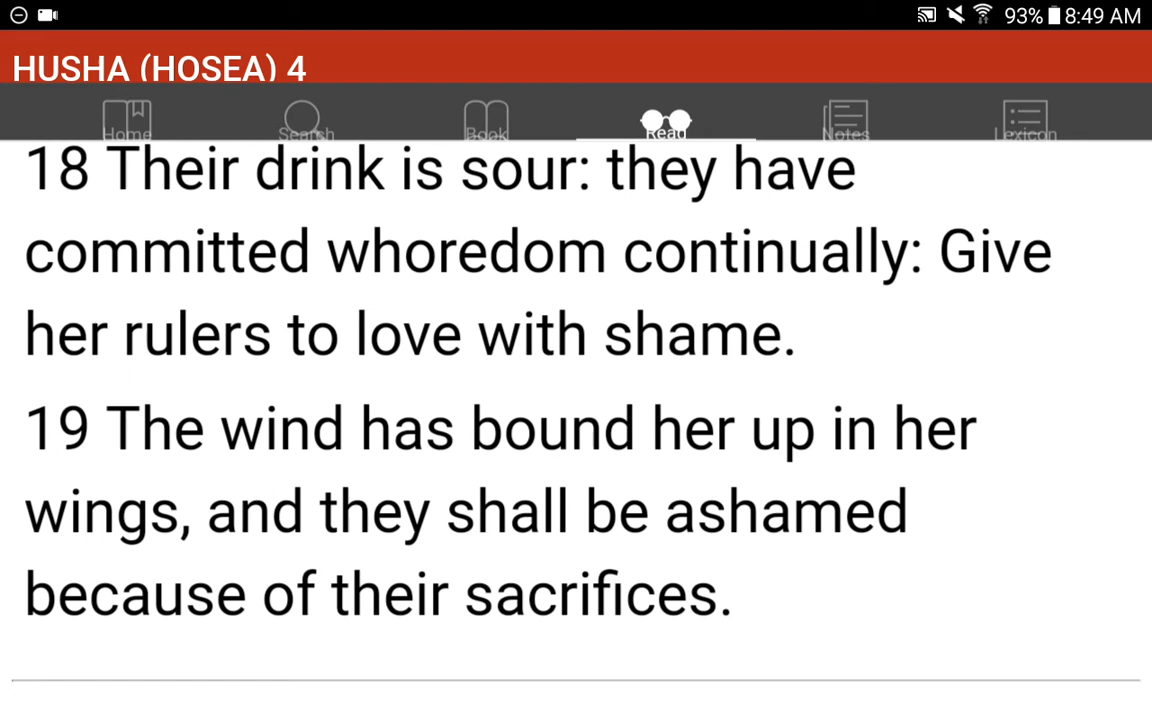 93% 8:49 AM
HUSHA (HOSEA) 4
Home Search Book Read Notes Lexicon
18 Their drink is sour: they have
committed whoredom continually: Give
her rulers to love with shame.
19 The wind has bound her up in her
wings, and they shall be ashamed
because of their sacrifices.